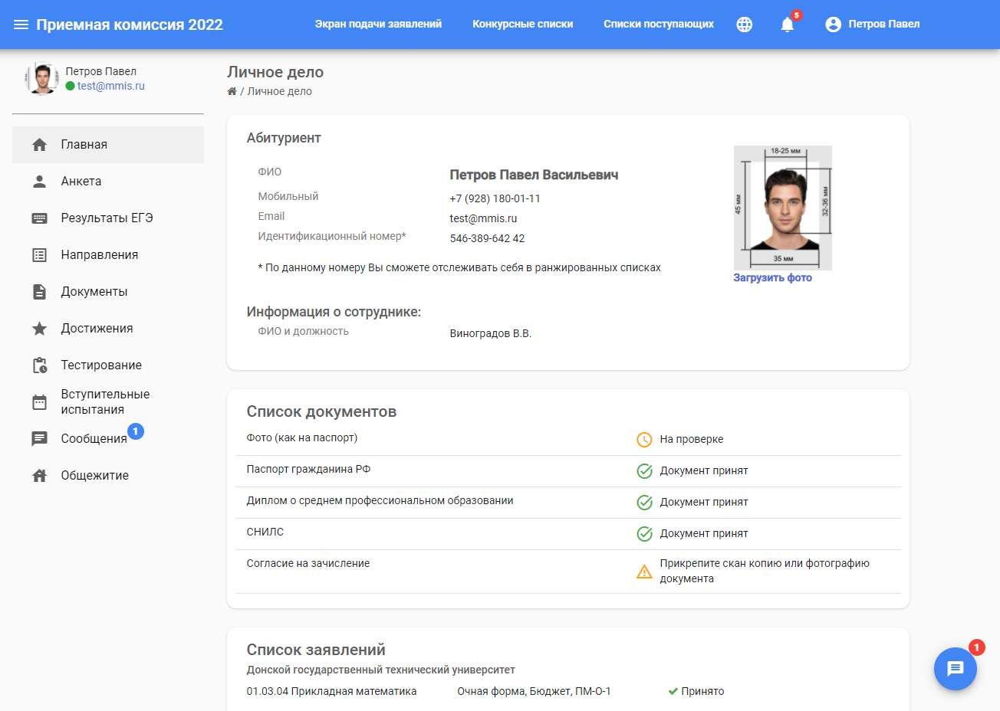 Приемная комиссия 2022
Экран подачи заявлений
Конкурсные списки
Списки поступающих
5
Петров Павел
Петров Павел
test@mmis.ru
Главная
Анкета
Результаты ЕГЭ
Направления
Документы
Достижения
Тестирование
Вступительные
испытания
Сообщения
1
Общежитие
Личное дело
/ Личное дело
Абитуриент
ФИО
Петров Павел Васильевич
Мобильный
+7 (928) 180-01-11
Email
test@mmis.ru
Идентификационный номер*
546-389-642 42
* По данному номеру Вы сможете отслеживать себя в ранжированных списках
18-25 мм
45 мм
32-36 мм
35 мм
Загрузить фото
Информация о сотруднике:
ФИО и должность
Виноградов В.В.
Список документов
Фото (как на паспорт)
На проверке
Паспорт гражданина РФ
Документ принят
Диплом о среднем профессиональном образовании
Документ принят
СНИЛС
Документ принят
Согласие на зачисление
Прикрепите скан копию или фотографию
документа
Список заявлений
Донской государственный технический университет
01.03.04 Прикладная математика
Очная форма, Бюджет, ПМ-О-1
Принято
1